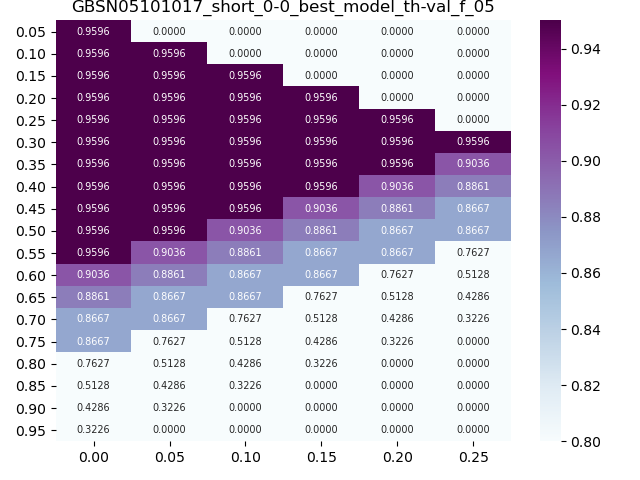 GBSN05101017_short_0-0_best_model_th-val_f_05
0.05 0.9596 0.0000 0.0000 0.0000 0.0000 0.0000
0.10 0.9596 0.9596 0.0000 0.0000 0.0000 0.0000
0.15 0.9596 0.9596 0.9596 0.0000 0.0000 0.0000
0.20 0.9596 0.9596 0.9596 0.9596 0.0000 0.0000
0.25 0.9596 0.9596 0.9596 0.9596 0.9596 0.0000
0.30 0.9596 0.9596 0.9596 0.9596 0.9596 0.9596
0.35 0.9596 0.9596 0.9596 0.9596 0.9596 0.9036
0.40 0.9596 0.9596 0.9596 0.9596 0.9036 0.8861
0.45 0.9596 0.9596 0.9596 0.9036 0.8861 0.8667
0.50 0.9596 0.9596 0.9036 0.8861 0.8667 0.8667
0.55 0.9596 0.9036 0.8861 0.8667 0.8667 0.7627
0.60 0.9036 0.8861 0.8667 0.8667 0.7627 0.5128
0.65 0.8861 0.8667 0.8667 0.7627 0.5128 0.4286
0.70 0.8667 0.8667 0.7627 0.5128 0.4286 0.3226
0.75 0.8667 0.7627 0.5128 0.4286 0.3226 0.0000
0.80 0.7627 0.5128 0.4286 0.3226 0.0000 0.0000
0.85 0.5128 0.4286 0.3226 0.0000 0.0000 0.0000
0.90 0.4286 0.3226 0.0000 0.0000 0.0000 0.0000
0.95 0.3226 0.0000 0.0000 0.0000 0.0000 0.0000
0.00 0.05 0.10 0.15 0.20 0.25
0.94
0.92
0.90
0.88
0.86
0.84
0.82
0.80